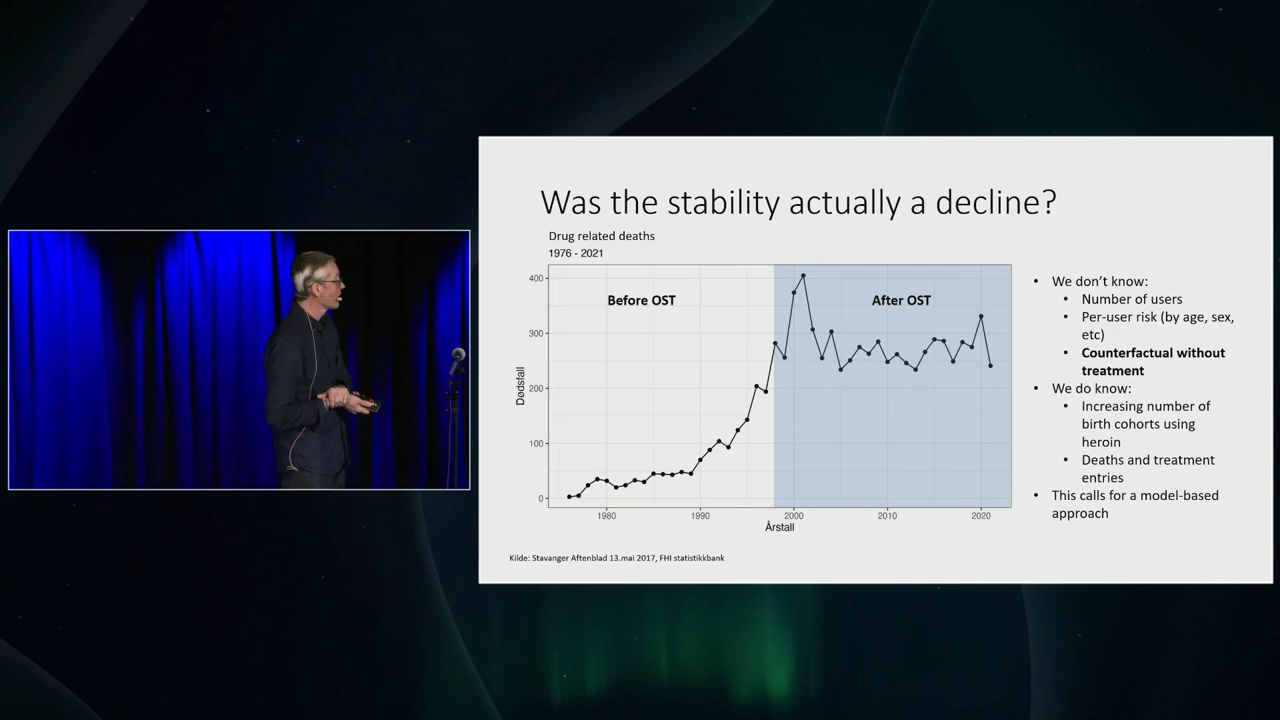 Was the stability actually a decline?
Drug related deaths
1976 - 2021
Before OST
After OST
400
300
200
100
0
Dødsfall
1980
1990
2000
2010
2020
Årstall
Kilde: Stavanger Aftenblad 13.mai 2017, FHI statistikkbank
• We don't know:
• Number of users
• Per-user risk (by age, sex,
etc)
• Counterfactual without
treatment
• We do know:
• Increasing number of
birth cohorts using
heroin
• Deaths and treatment
entries
• This calls for a model-based
approach